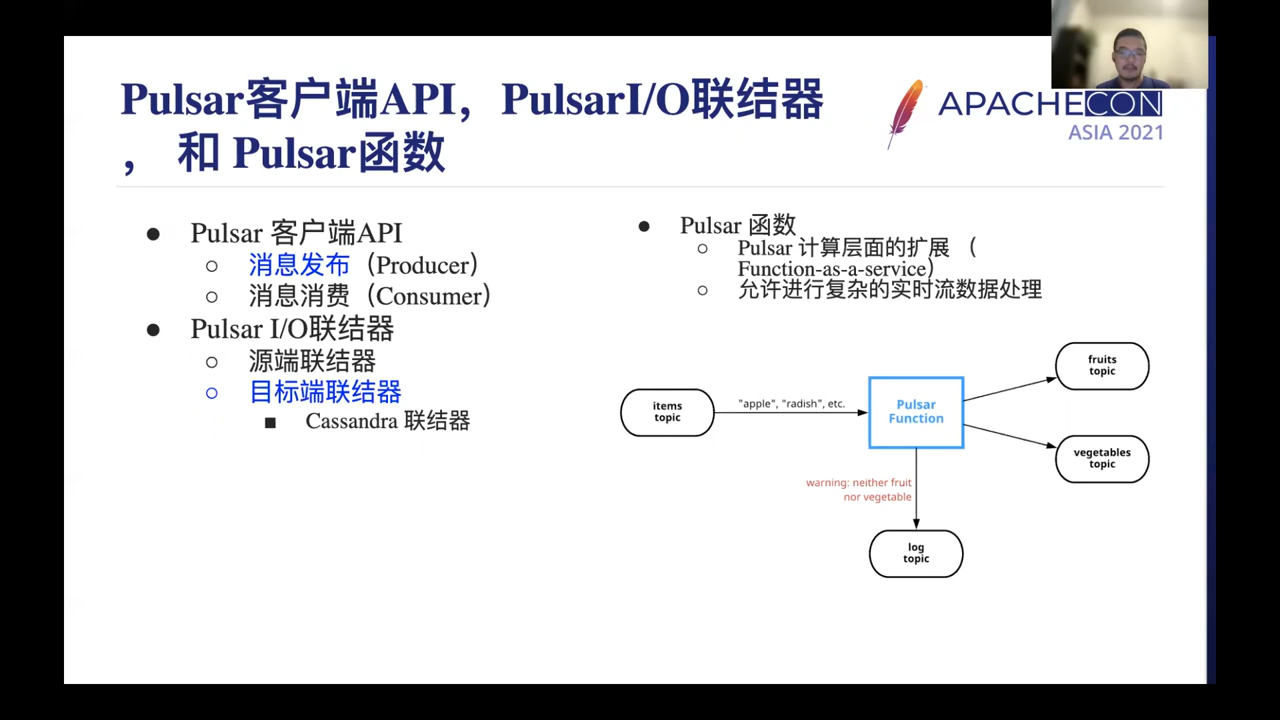 Pulsar客户端API，PulsarI/O联结器
， 和 Pulsar函数
APACHECON
ASIA 2021
● Pulsar 客户端API
○ 消息发布（Producer）
○ 消息消费（Consumer）
● Pulsar I/O联结器
○ 源端联结器
○ 目标端联结器
■ Cassandra 联结器
● Pulsar 函数
○ Pulsar 计算层面的扩展 （
Function-as-a-service）
○ 允许进行复杂的实时流数据处理
items
topic
"apple", "radish", etc.
Pulsar
Function
fruits
topic
vegetables
topic
warning: neither fruit
nor vegetable
log
topic